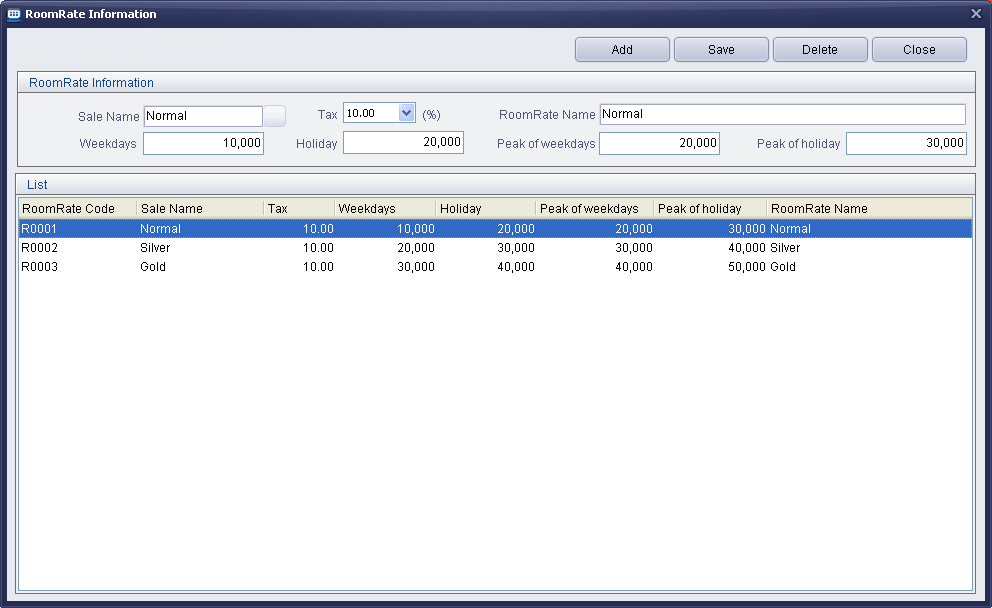 RoomRate Information
Add Save Delete Close
RoomRate Information
Sale Name Normal Tax 10.00 (%) RoomRate Name Normal
Weekdays 10,000 Holiday 20,000 Peak of weekdays 20,000 Peak of holiday 30,000
List
RoomRate Code Sale Name Tax Weekdays Holiday Peak of weekdays Peak of holiday RoomRate Name
R0001 Normal 10.00 10,000 20,000 20,000 30,000 Normal
R0002 Silver 10.00 20,000 30,000 30,000 40,000 Silver
R0003 Gold 10.00 30,000 40,000 40,000 50,000 Gold